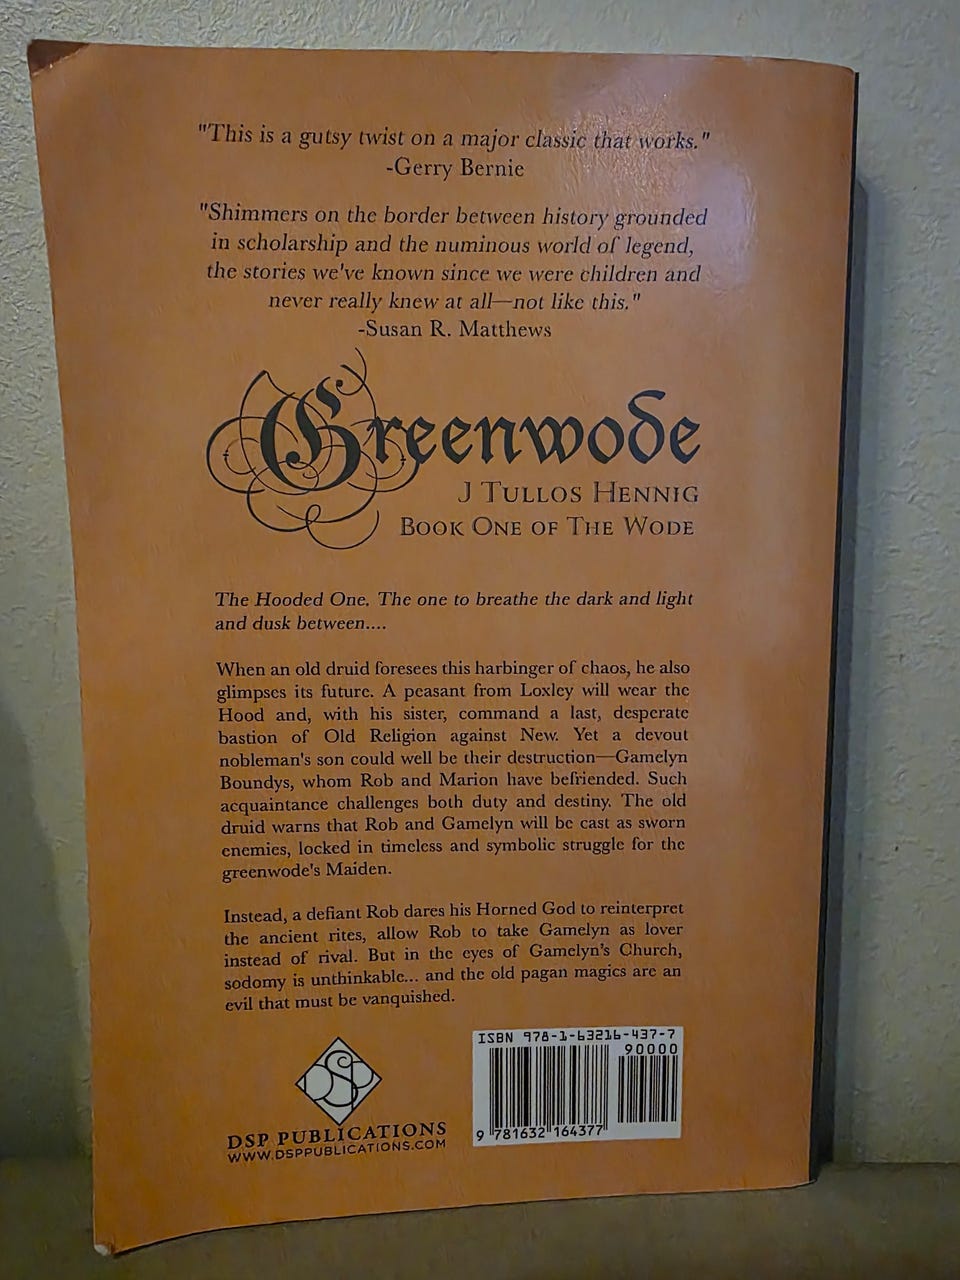 "This is a gutsy twist on a major classic that works."
-Gerry Bernie
"Shimmers on the border between history grounded
in scholarship and the numinous world of legend,
the stories we've known since we were children and
never really knew at all—not like this."
-Susan R. Matthews
Greenwode
J Tullos Hennig
Book One of The Wode
The Hooded One. The one to breathe the dark and light
and dusk between....
When an old druid foresees this harbinger of chaos, he also
glimpses its future. A peasant from Loxley will wear the
Hood and, with his sister, command a last, desperate
bastion of Old Religion against New. Yet a devout
nobleman's son could well be their destruction—Gamelyn
Boundys, whom Rob and Marion have befriended. Such
acquaintance challenges both duty and destiny. The old
druid warns that Rob and Gamelyn will be cast as sworn
enemies, locked in timeless and symbolic struggle for the
greenwode's Maiden.
Instead, a defiant Rob dares his Horned God to reinterpret
the ancient rites, allow Rob to take Gamelyn as lover
instead of rival. But in the eyes of Gamelyn's Church,
sodomy is unthinkable... and the old pagan magics are an
evil that must be vanquished.
DSP PUBLICATIONS
WWW.DSPPUBLICATIONS.COM
ISBN 978-1-63216-437-7
90000
9 781632 164377